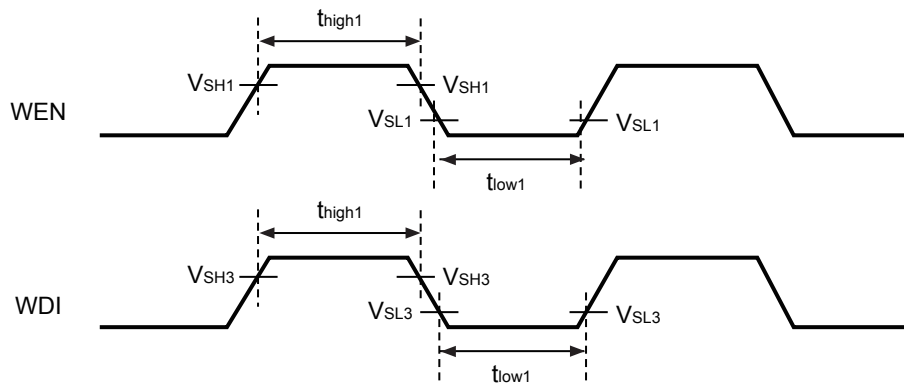 thigh1
VSH1
VSH1
WEN
VSL1
VSL1
tlow1
thigh1
VSH3
VSH3
WDI
VSL3
VSL3
tlow1